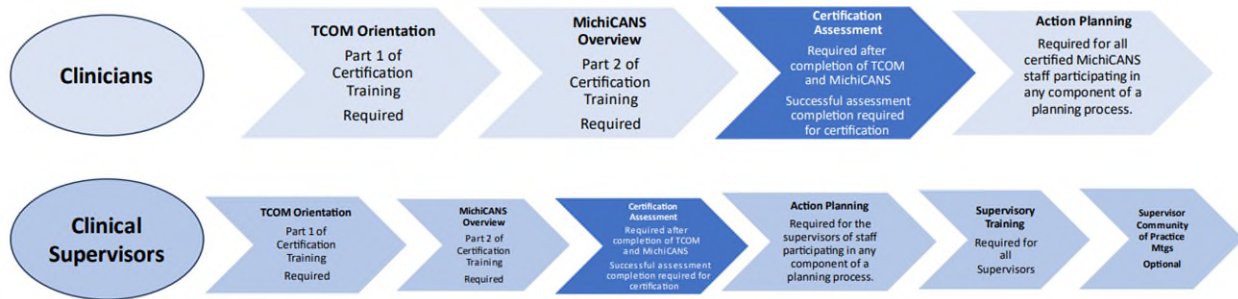 Clinicians
TCOM Orientation
Part 1 of
Certification
Training
Required
MichiCANS
Overview
Part 2 of
Certification
Training
Required
Certification
Assessment
Required after
completion of TCOM
and MichiCANS
Successful assessment
completion required
for certification
Action Planning
Required for all
certified MichiCANS
staff participating in
any component of a
planning process.
Clinical
Supervisors
TCOM Orientation
Part 1 of
Certification
Training
Required
MichiCANS
Overview
Part 2 of
Certification
Training
Required
Certification
Assessment
Required after
completion of TCOM
and MichiCANS
Successful assessment
completion required for
certification
Action Planning
Required for the
supervisors of staff
participating in any
component of a
planning process.
Supervisory
Training
Required for
all
Supervisors
Supervisor
Community
of Practice
Mtgs
Optional